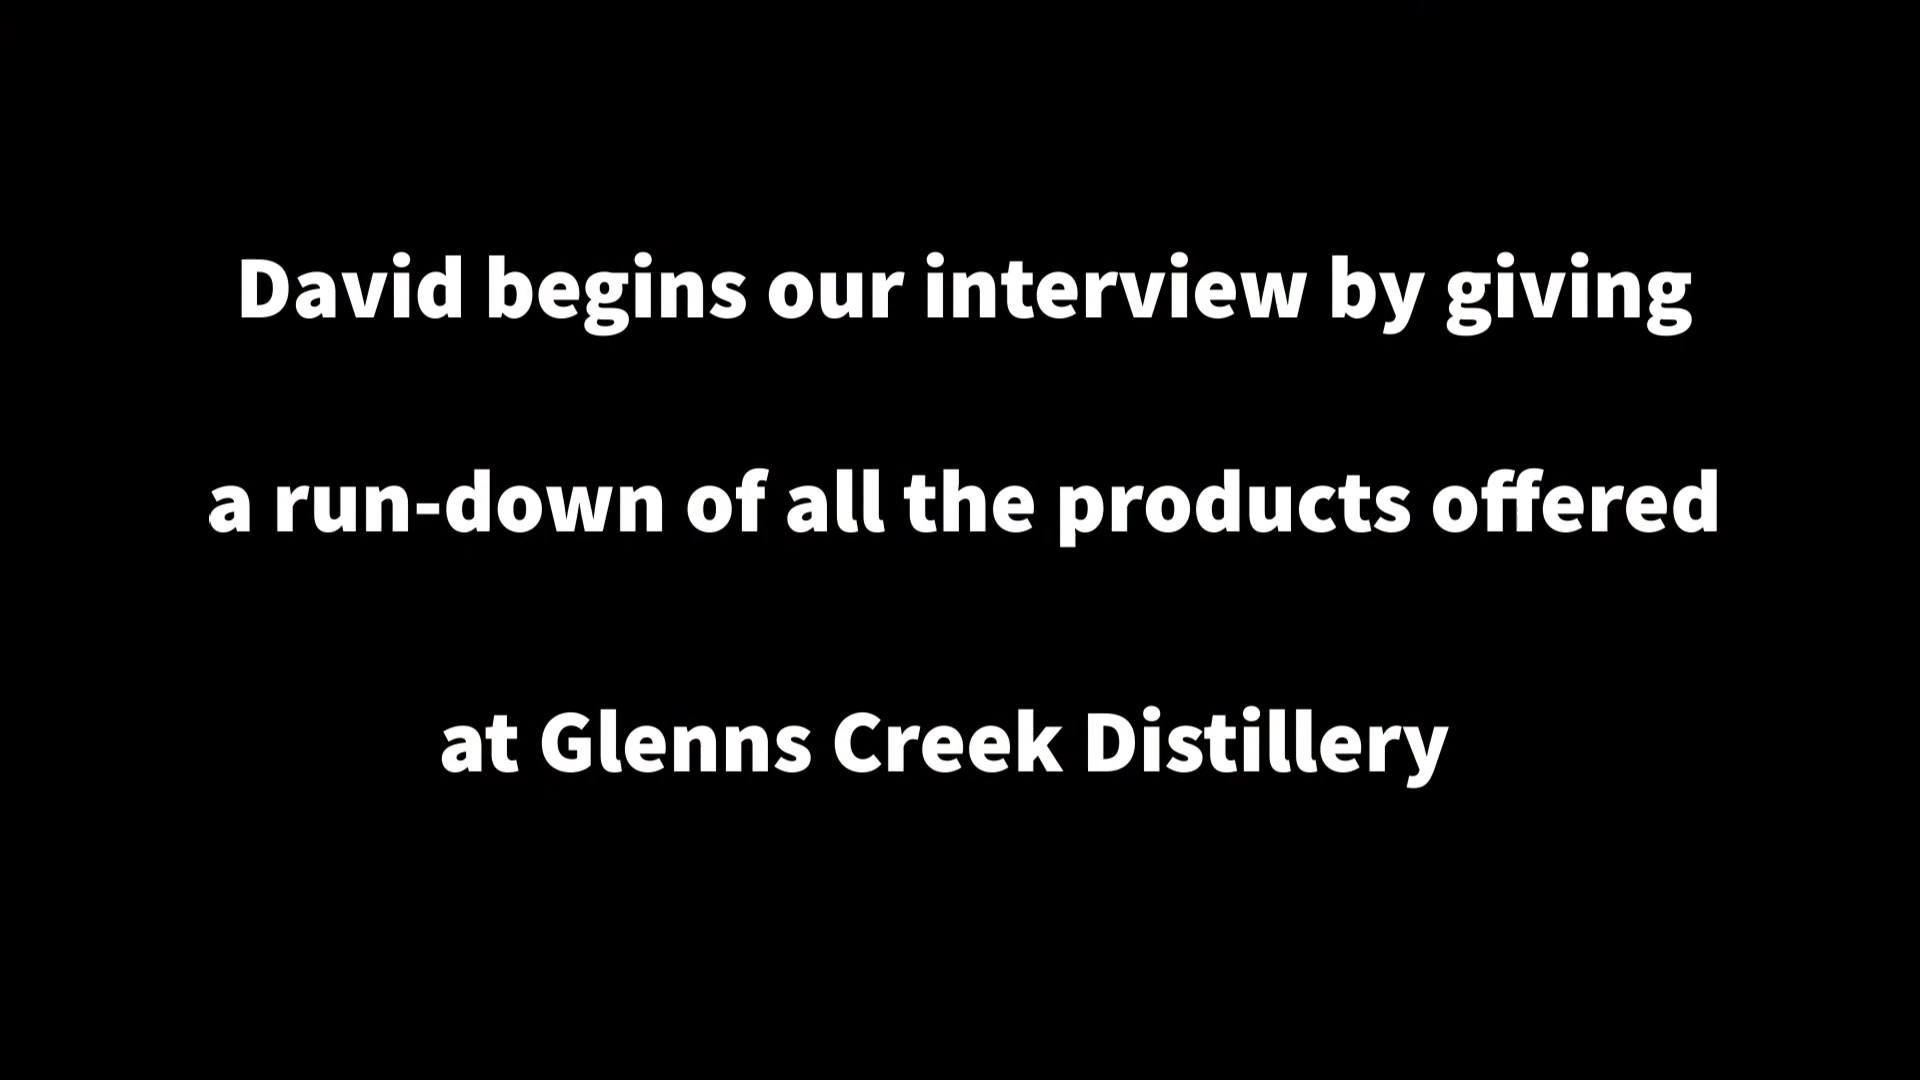 David begins our interview by giving
a run-down of all the products offered
at Glenns Creek Distillery